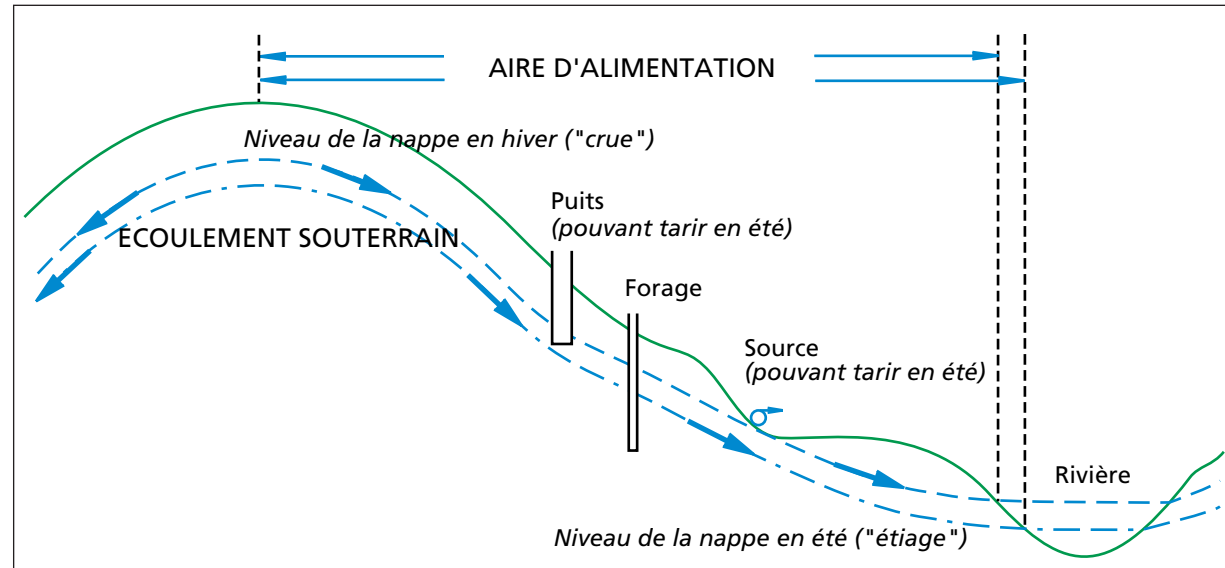 AIRE D'ALIMENTATION
Niveau de la nappe en hiver ("crue")
Puits
(pouvant tarir en été)
ECOULEMENT SOUTERRAIN
Forage
Source
(pouvant tarir en été)
Rivière
Niveau de la nappe en été ("étiage")